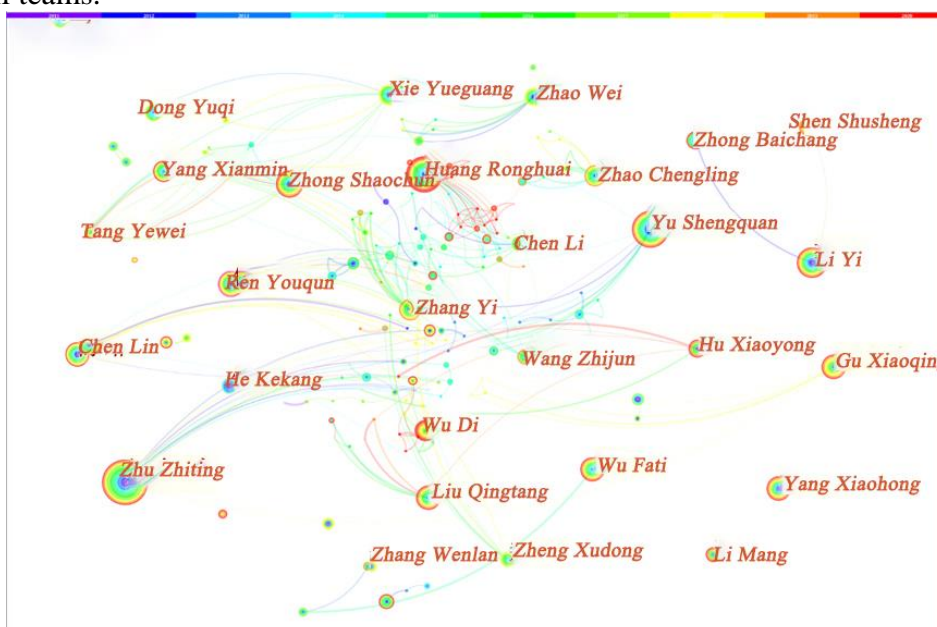 teams.
Xie Yueguang
Zhao Wei
Dong Yuqi
Shen Shusheng
Zhong Baichang
Yang Xianmin
Zhong Shaochun
Huang Ronghuai
Zhao Chengling
Tang Yewei
Chen Li
Yu Shengquan
Li Yi
Ren Youqun
Zhang Yi
Chen Lin
Wang Zhijun
Hu Xiaoyong
Gu Xiaoqin
He Kekang
Wu Di
Zhu Zhiting
Liu Qingtang
Wu Fati
Yang Xiaohong
Zhang Wenlan
Zheng Xudong
Li Mang